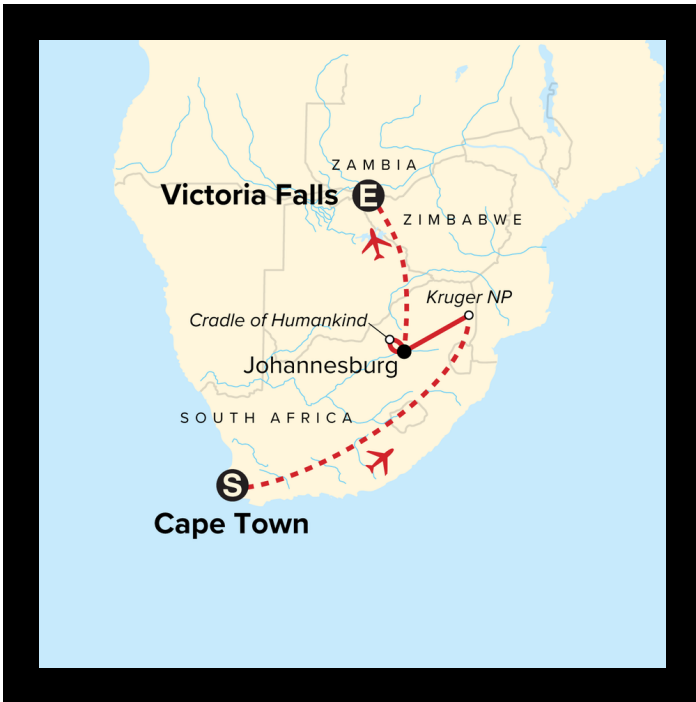 ZAMBIA
Victoria Falls E
ZIMBABWE
Kruger NP
Cradle of Humankind
Johannesburg
SOUTH AFRICA
S
Cape Town